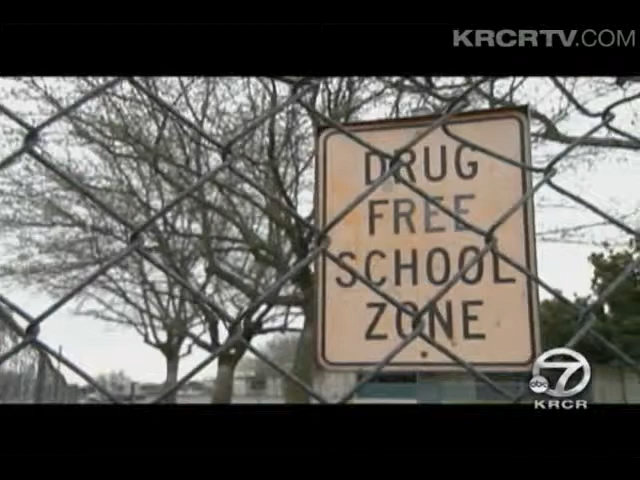 KRCRTV.COM
DRUG
FREE
SCHOOL
ZONE
abc 7
KRCR